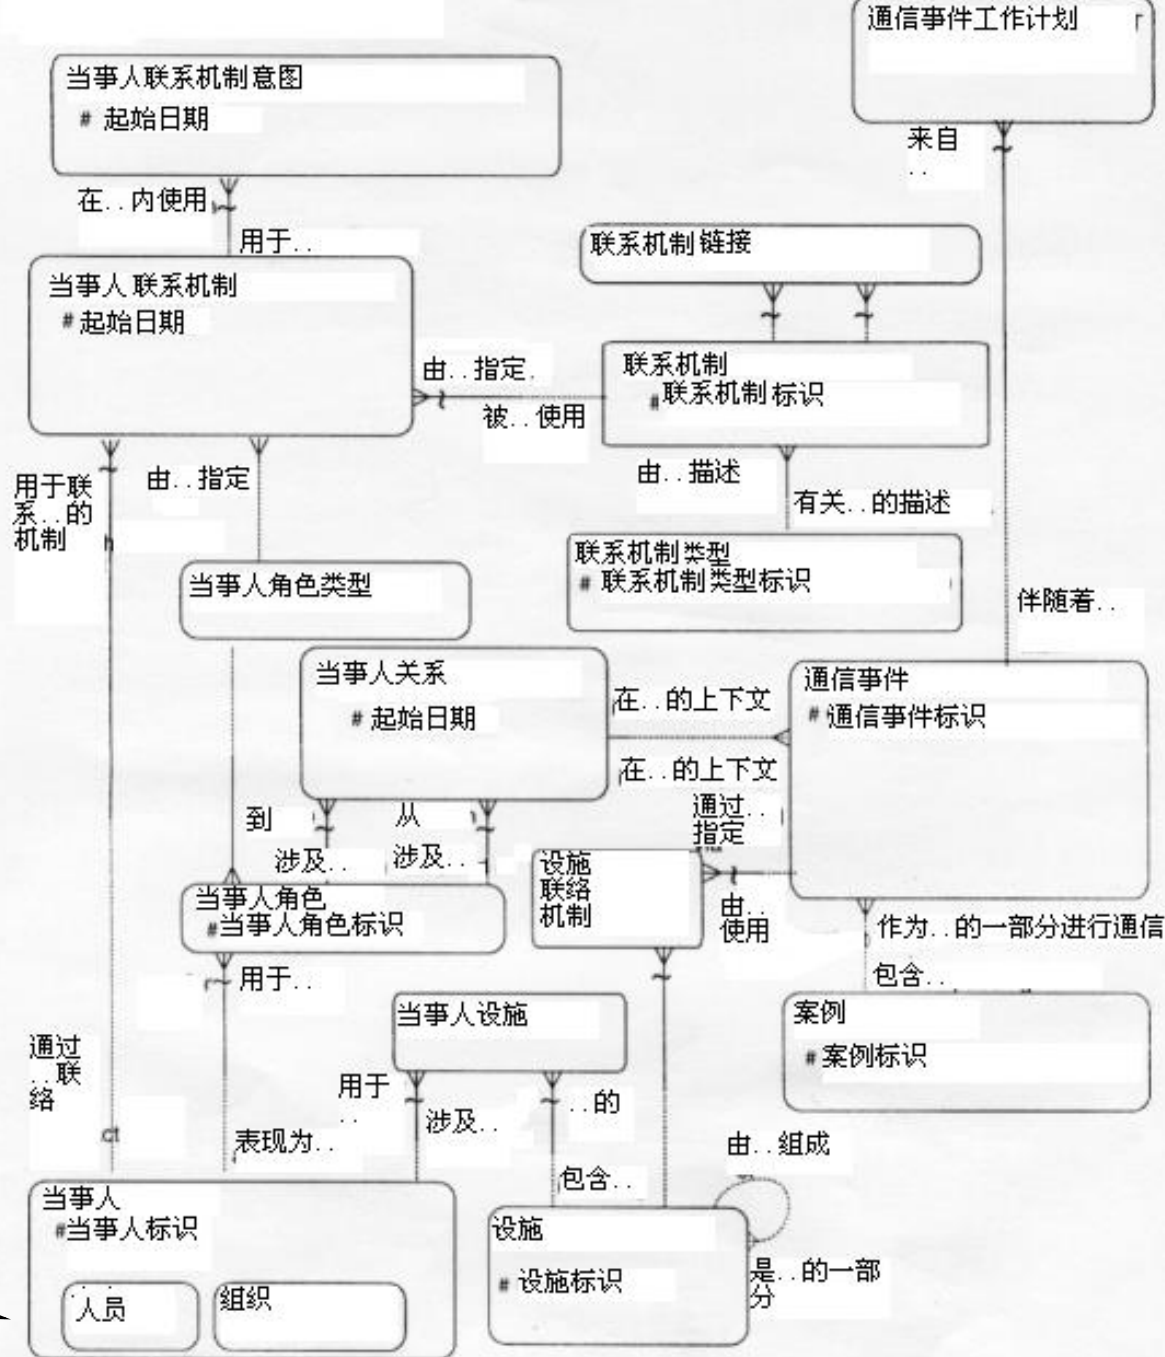 通信事件工作计划
当事人联系机制意图
# 起始日期
来自
..
在..内使用
用于..
联系机制链接
当事人联系机制
#起始日期
由..指定.
被..使用
联系机制
#联系机制标识
由..描述
有关..的描述
用于联
系..的
机制
由..指定
联系机制类型
# 联系机制类型标识
当事人角色类型
伴随着..
当事人关系
# 起始日期
在..的上下文
在..的上下文
通信事件
#通信事件标识
到
从
涉及..
涉及..
通过..
指定
设施
联络
机制
由..
使用
当事人角色
#当事人角色标识
作为..的一部分进行通信
用于..
包含..
当事人设施
案例
#案例标识
通过
..联
络
ct
用于
..
涉及..
..的
表现为..
由..组成
包含..
当事人
#当事人标识
人员
组织
设施
# 设施标识
是..的一部
分